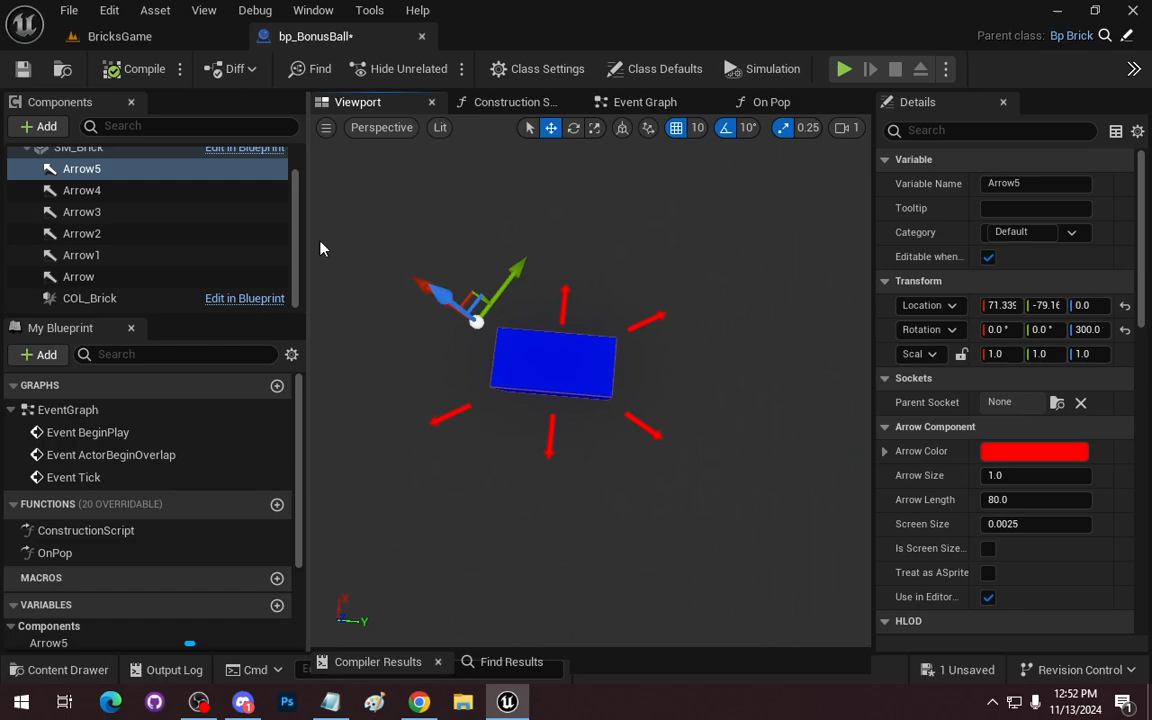 File Edit Asset View Debug Window Tools Help
BricksGame bp_BonusBall* Parent class: Bp Brick
Compile Diff Find Hide Unrelated Class Settings Class Defaults Simulation
Components
Add Search
SM_Brick Edit in Blueprint
Arrow5
Arrow4
Arrow3
Arrow2
Arrow1
Arrow
COL_Brick Edit in Blueprint
My Blueprint
Add Search
GRAPHS
EventGraph
Event BeginPlay
Event ActorBeginOverlap
Event Tick
FUNCTIONS (20 OVERRIDABLE)
ConstructionScript
OnPop
MACROS
VARIABLES
Components
Arrow5
Viewport Construction S... Event Graph On Pop
Perspective Lit 10 10° 0.25 1
X
Y
Details
Search
Variable
Variable Name Arrow5
Tooltip
Category Default
Editable when...
Transform
Location 71.339 -79.16 0.0
Rotation 0.0 ° 0.0 ° 300.0
Scal 1.0 1.0 1.0
Sockets
Parent Socket None
Arrow Component
Arrow Color
Arrow Size 1.0
Arrow Length 80.0
Screen Size 0.0025
Is Screen Size...
Treat as ASprite
Use in Editor...
HLOD
Compiler Results Find Results
Content Drawer Output Log Cmd 1 Unsaved Revision Control
12:52 PM
11/13/2024